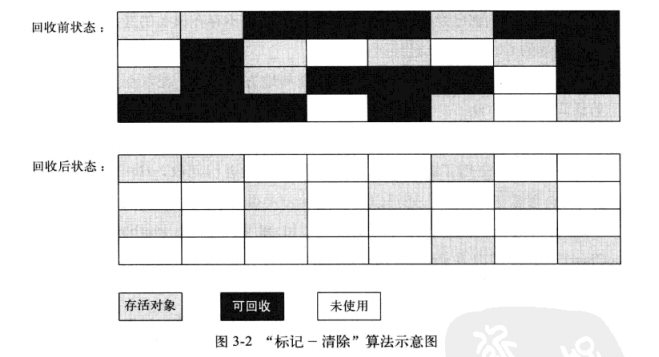 回收前状态：
回收后状态：
存活对象
可回收
未使用
图 3-2 “标记－清除”算法示意图